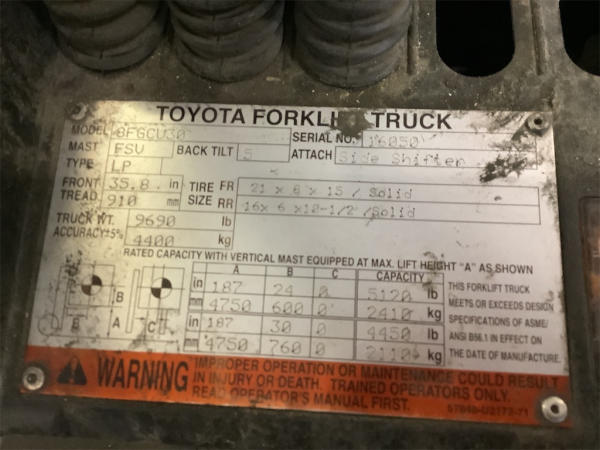 TOYOTA FORKLIFT TRUCK
MODEL 8FGCU30 SERIAL NO. 16050
MAST FSV BACK TILT 5 ATTACH Side Shifter
TYPE LP
FRONT TREAD 35.8 in 910 mm
TIRE SIZE FR 21 x 8 x 15 / Solid
RR 16x 6 x10-1/2 /Solid
TRUCK WT. ACCURACY±5% 9690 lb
4400 kg
RATED CAPACITY WITH VERTICAL MAST EQUIPPED AT MAX. LIFT HEIGHT "A" AS SHOWN
A B C CAPACITY
in 187 24 0 5120 lb
mm 4750 600 0 2410 kg
in 187 30 0 4450 lb
mm 4750 760 0 2110 kg
B
B A C
THIS FORKLIFT TRUCK
MEETS OR EXCEEDS DESIGN
SPECIFICATIONS OF ASME/
ANSI B56.1 IN EFFECT ON
THE DATE OF MANUFACTURE.
WARNING
IMPROPER OPERATION OR MAINTENANCE COULD RESULT
IN INJURY OR DEATH. TRAINED OPERATORS ONLY.
READ OPERATOR'S MANUAL FIRST.